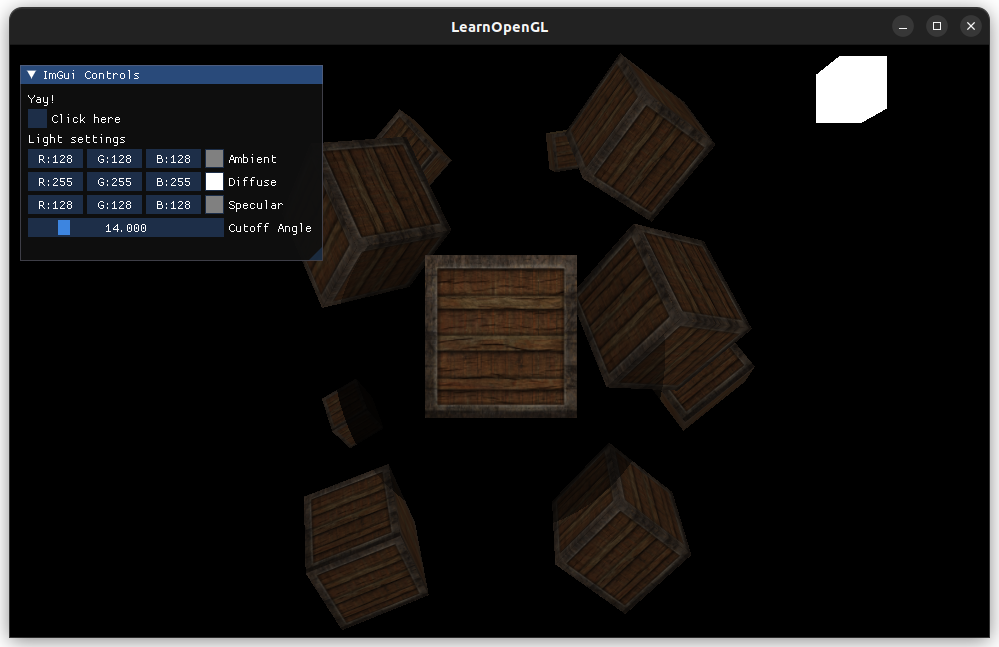 LearnOpenGL
ImGui Controls
Yay!
Click here
Light settings
R:128 G:128 B:128 Ambient
R:255 G:255 B:255 Diffuse
R:128 G:128 B:128 Specular
14.000 Cutoff Angle